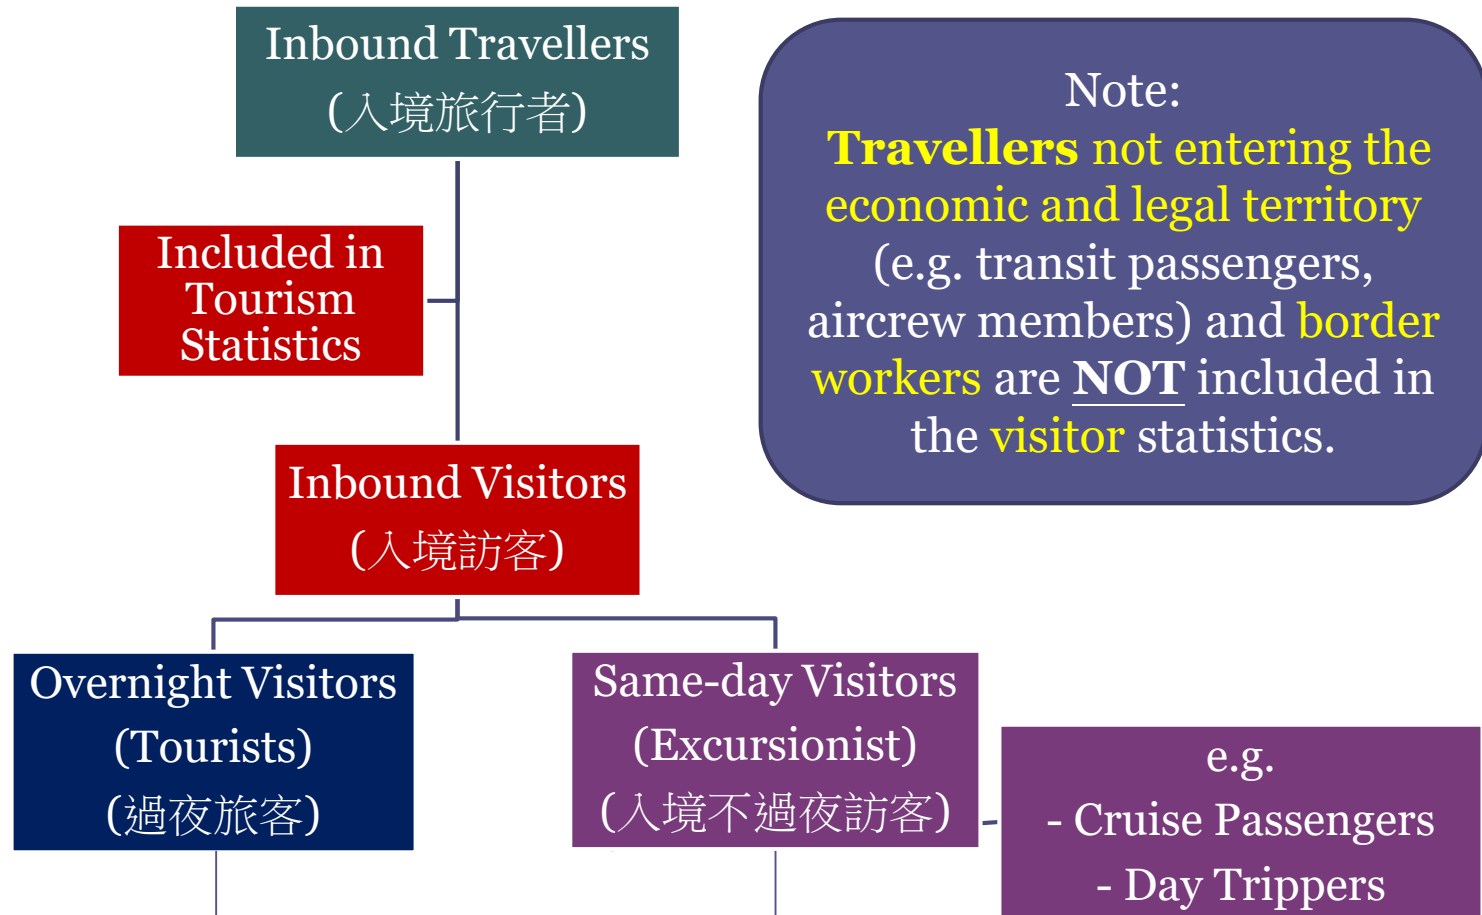 Inbound Travellers
(入境旅行者)
Included in
Tourism
Statistics
Inbound Visitors
(入境訪客)
Overnight Visitors
(Tourists)
(過夜旅客)
Same-day Visitors
(Excursionist)
(入境不過夜訪客)
e.g.
- Cruise Passengers
- Day Trippers
Note:
Travellers not entering the
economic and legal territory
(e.g. transit passengers,
aircrew members) and border
workers are NOT included in
the visitor statistics.